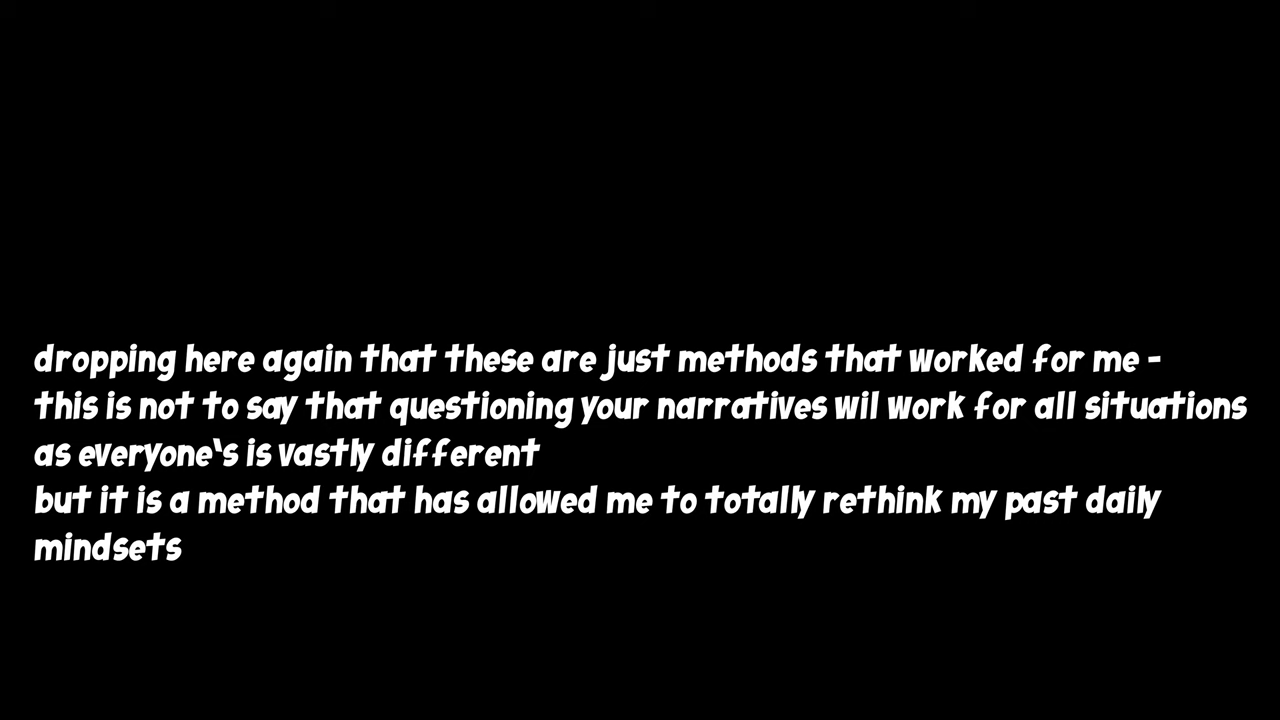 dropping here again that these are just methods that worked for me -
this is not to say that questioning your narratives wil work for all situations
as everyone's is vastly different
but it is a method that has allowed me to totally rethink my past daily
mindsets